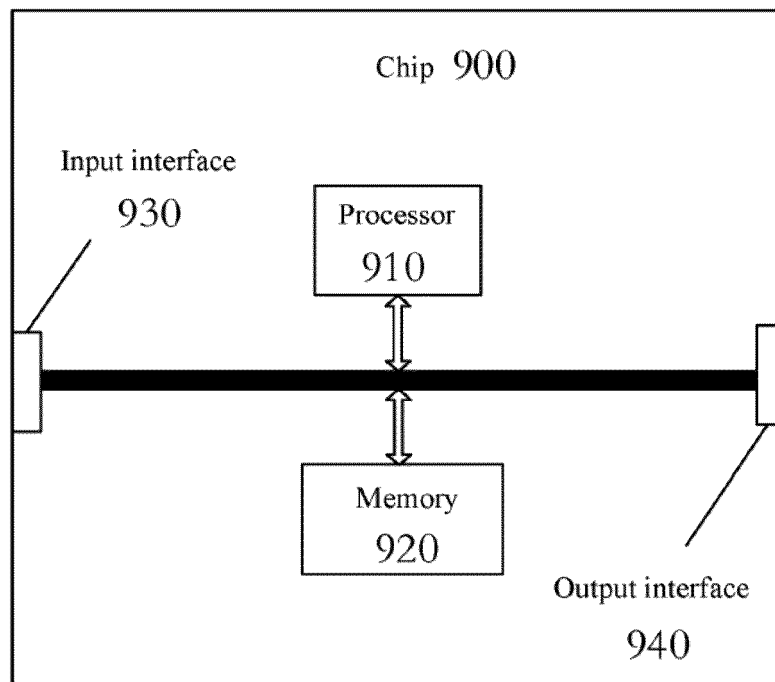 Chip 900
Input interface
930
Processor
910
Memory
920
Output interface
940